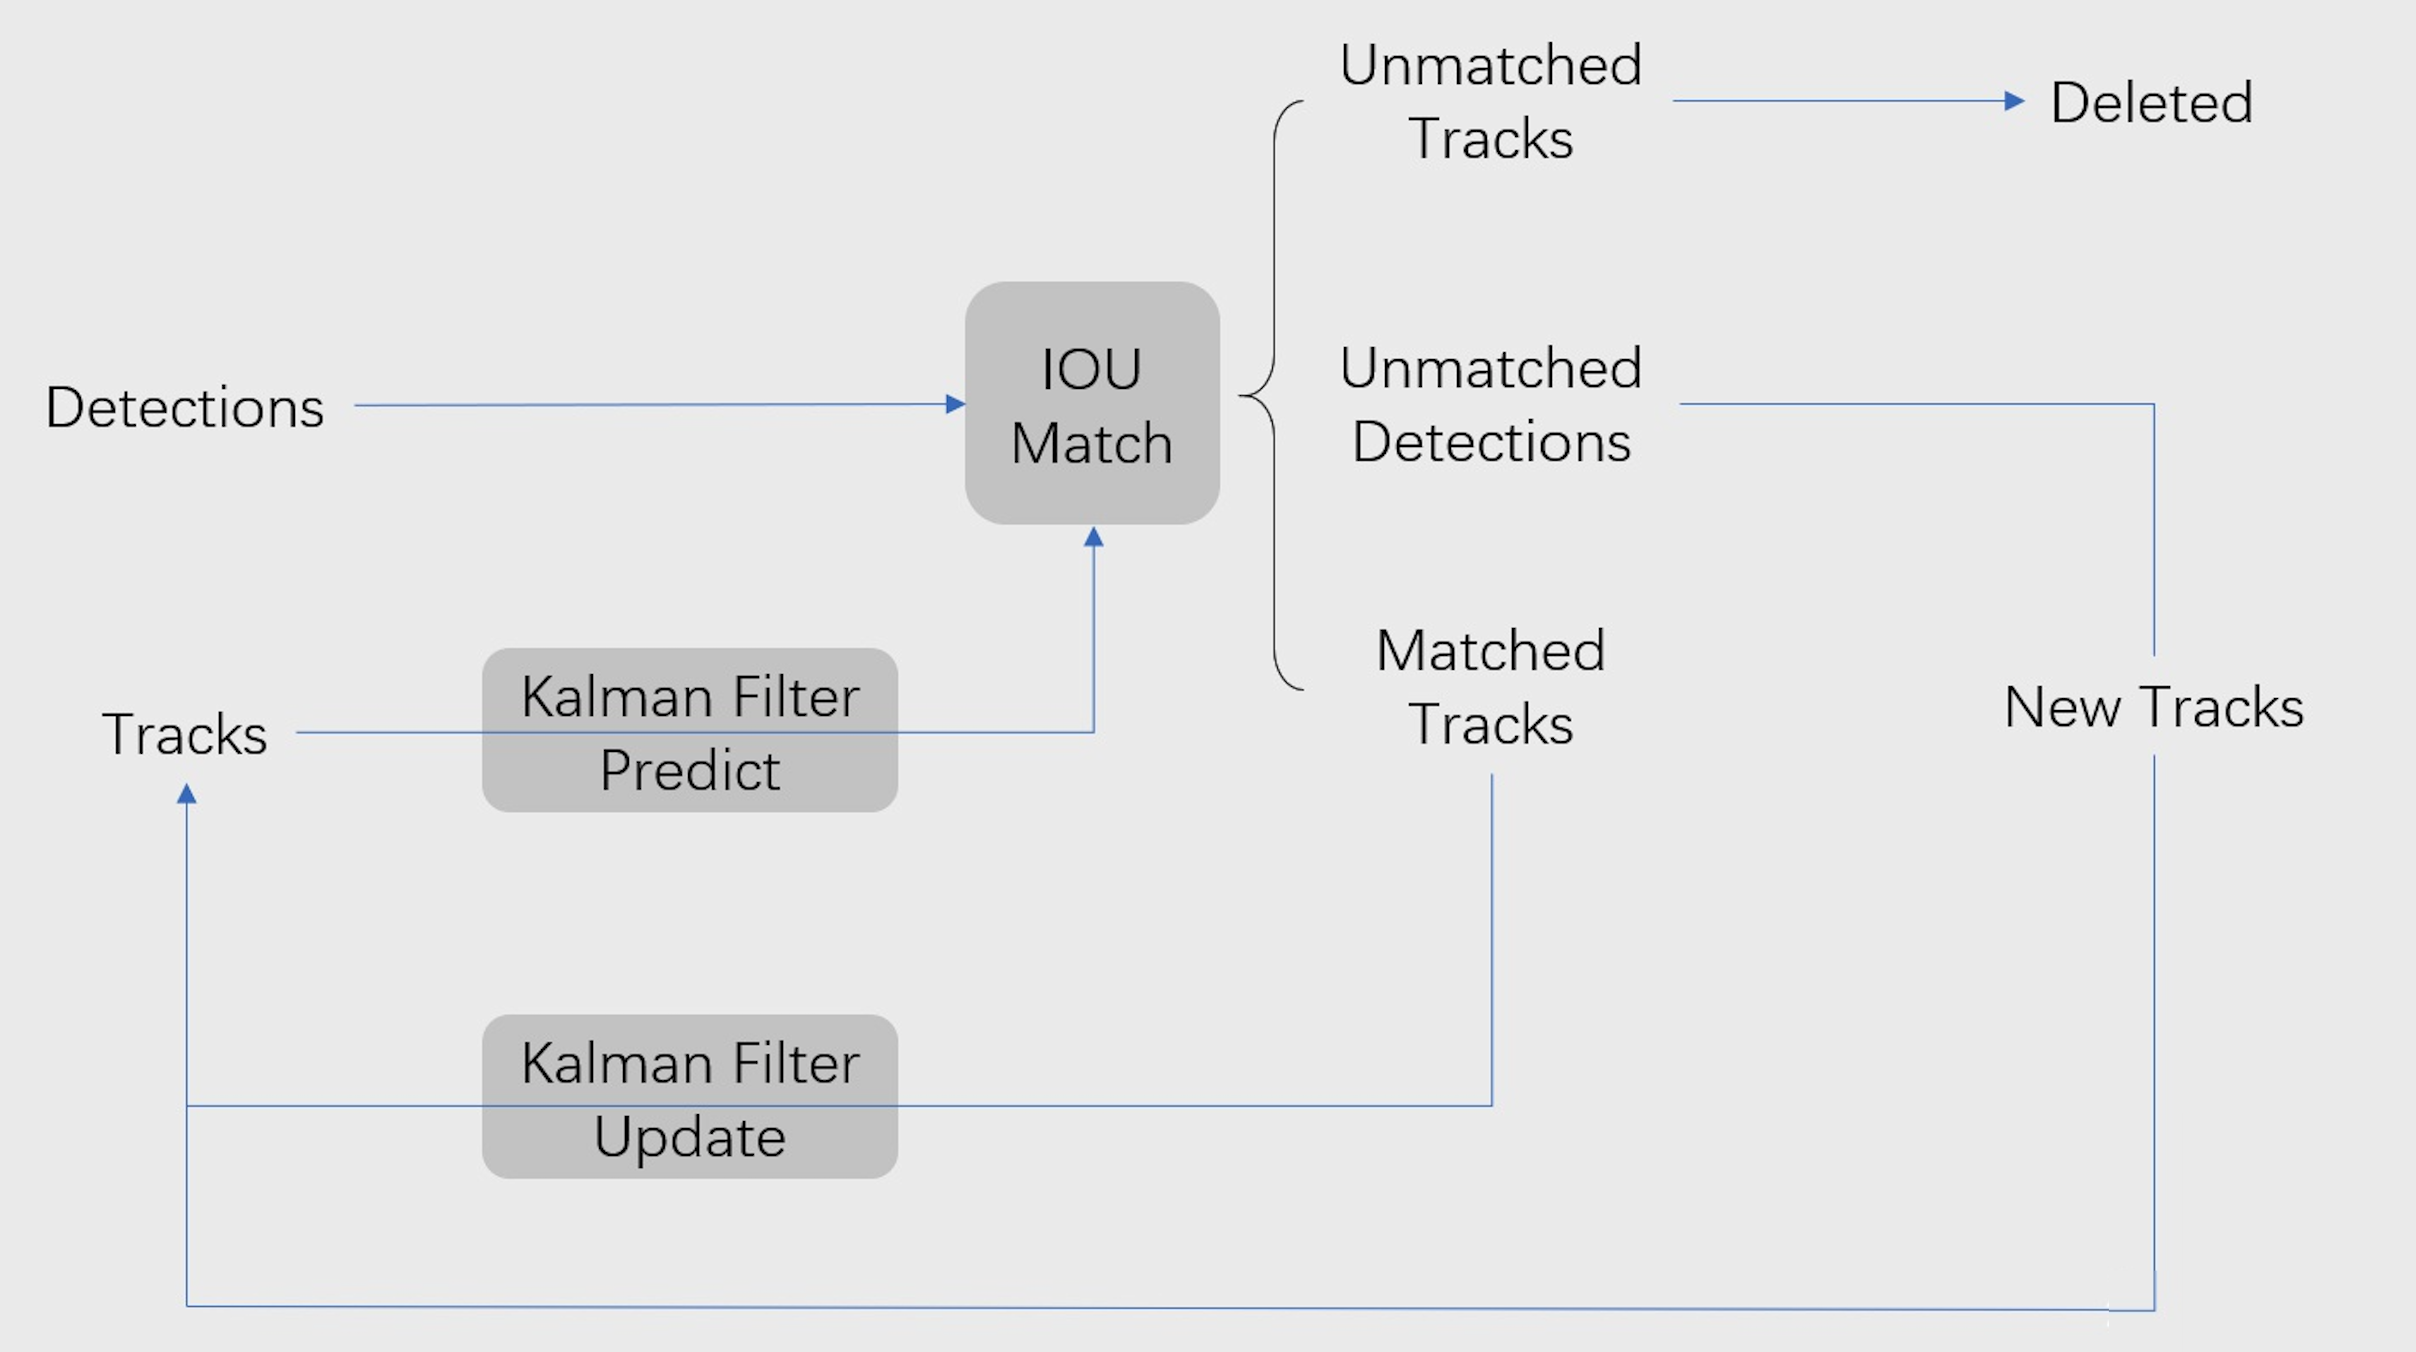 Unmatched
Tracks
Deleted
Detections
IOU
Match
Unmatched
Detections
Tracks
Kalman Filter
Predict
Matched
Tracks
New Tracks
Kalman Filter
Update